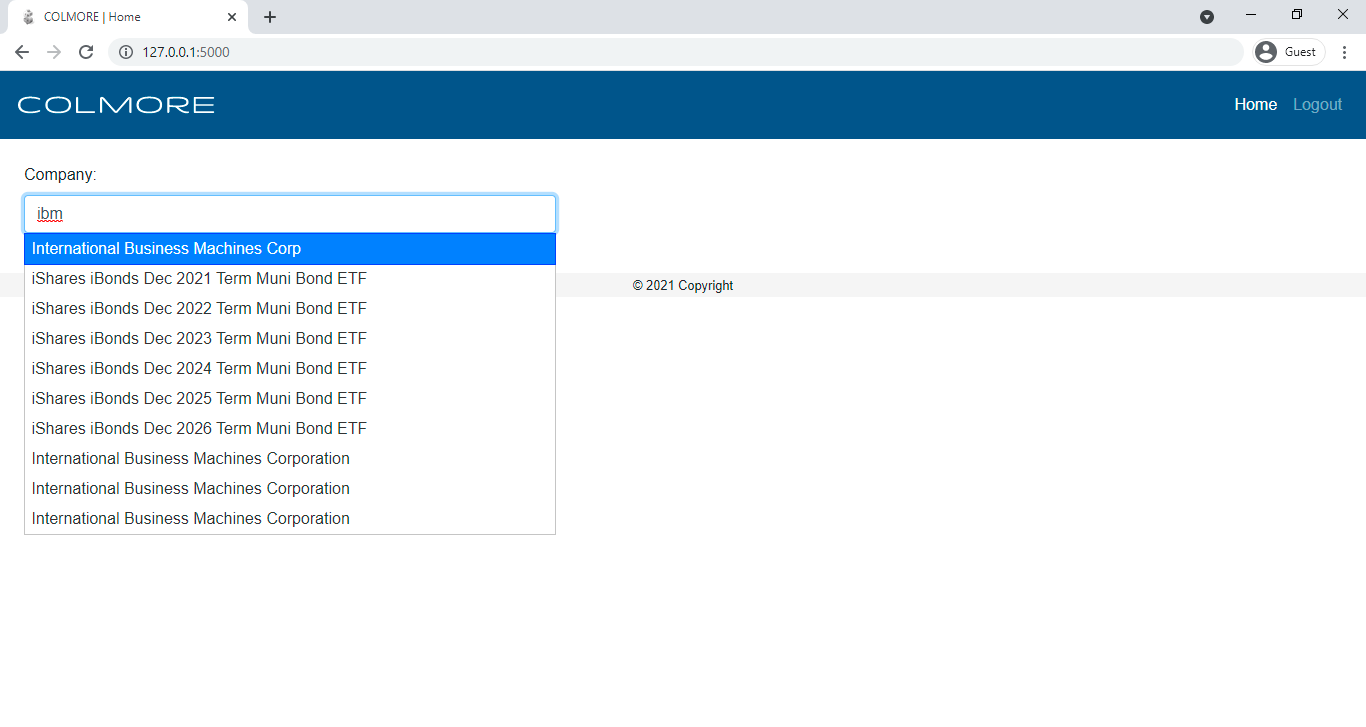 COLMORE | Home
127.0.0.1:5000
Guest
COLMORE
Home Logout
Company:
ibm
International Business Machines Corp
iShares iBonds Dec 2021 Term Muni Bond ETF
iShares iBonds Dec 2022 Term Muni Bond ETF
iShares iBonds Dec 2023 Term Muni Bond ETF
iShares iBonds Dec 2024 Term Muni Bond ETF
iShares iBonds Dec 2025 Term Muni Bond ETF
iShares iBonds Dec 2026 Term Muni Bond ETF
International Business Machines Corporation
International Business Machines Corporation
International Business Machines Corporation
© 2021 Copyright